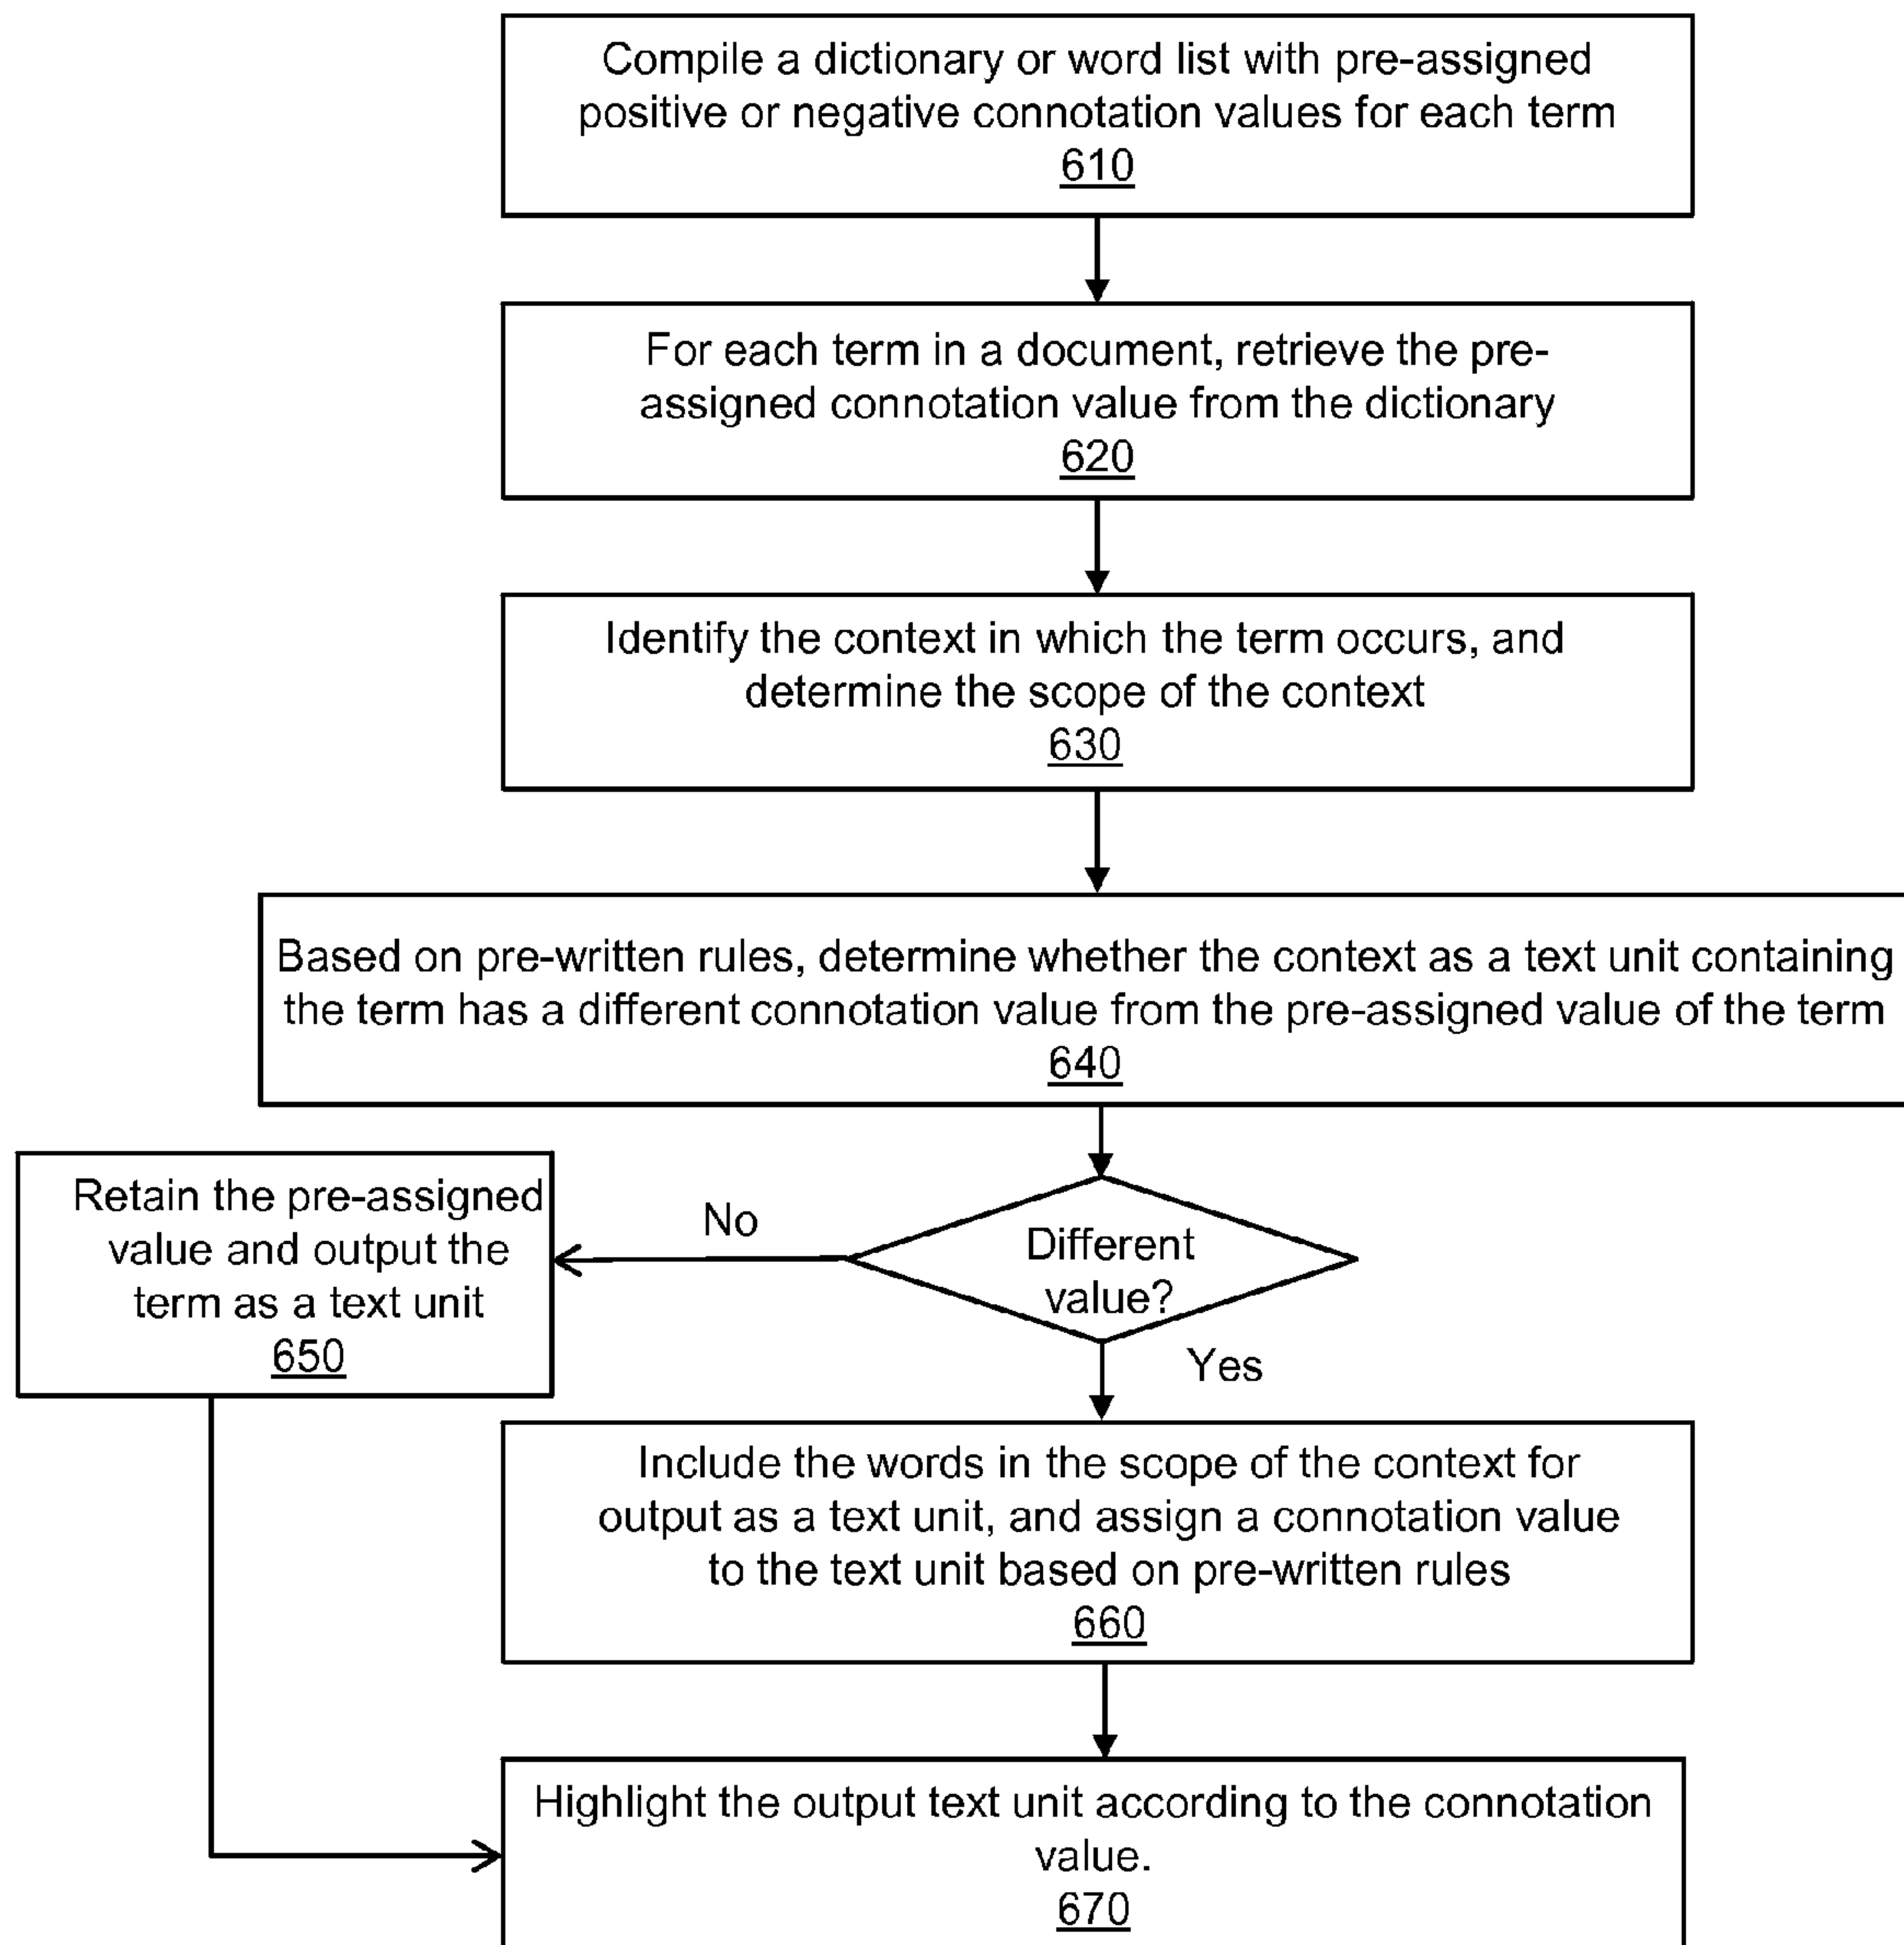 Compile a dictionary or word list with pre-assigned
positive or negative connotation values for each term
610
For each term in a document, retrieve the pre-
assigned connotation value from the dictionary
620
Identify the context in which the term occurs, and
determine the scope of the context
630
Based on pre-written rules, determine whether the context as a text unit containing
the term has a different connotation value from the pre-assigned value of the term
640
Different
value?
No
Retain the pre-assigned
value and output the
term as a text unit
650
Yes
Include the words in the scope of the context for
output as a text unit, and assign a connotation value
to the text unit based on pre-written rules
660
Highlight the output text unit according to the connotation
value.
670